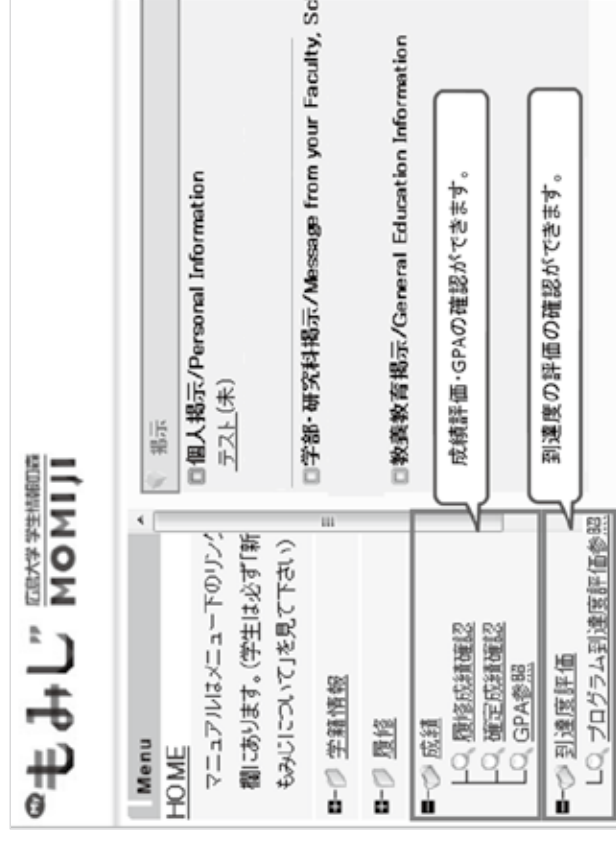 My もみじ 広島大学 学生情報の森
MOMIJI
Menu
HOME
マニュアルはメニュー下のリンク
欄にあります。(学生は必ず「新
もみじについて」を見て下さい)
学籍情報
履修
成績
履修成績確認
確定成績確認
GPA参照
到達度評価
プログラム到達度評価参照
掲示
個人掲示/Personal Information
テスト(未)
学部・研究科掲示/Message from your Faculty, Sc
教養教育掲示/General Education Information
成績評価・GPAの確認ができます。
到達度の評価の確認ができます。